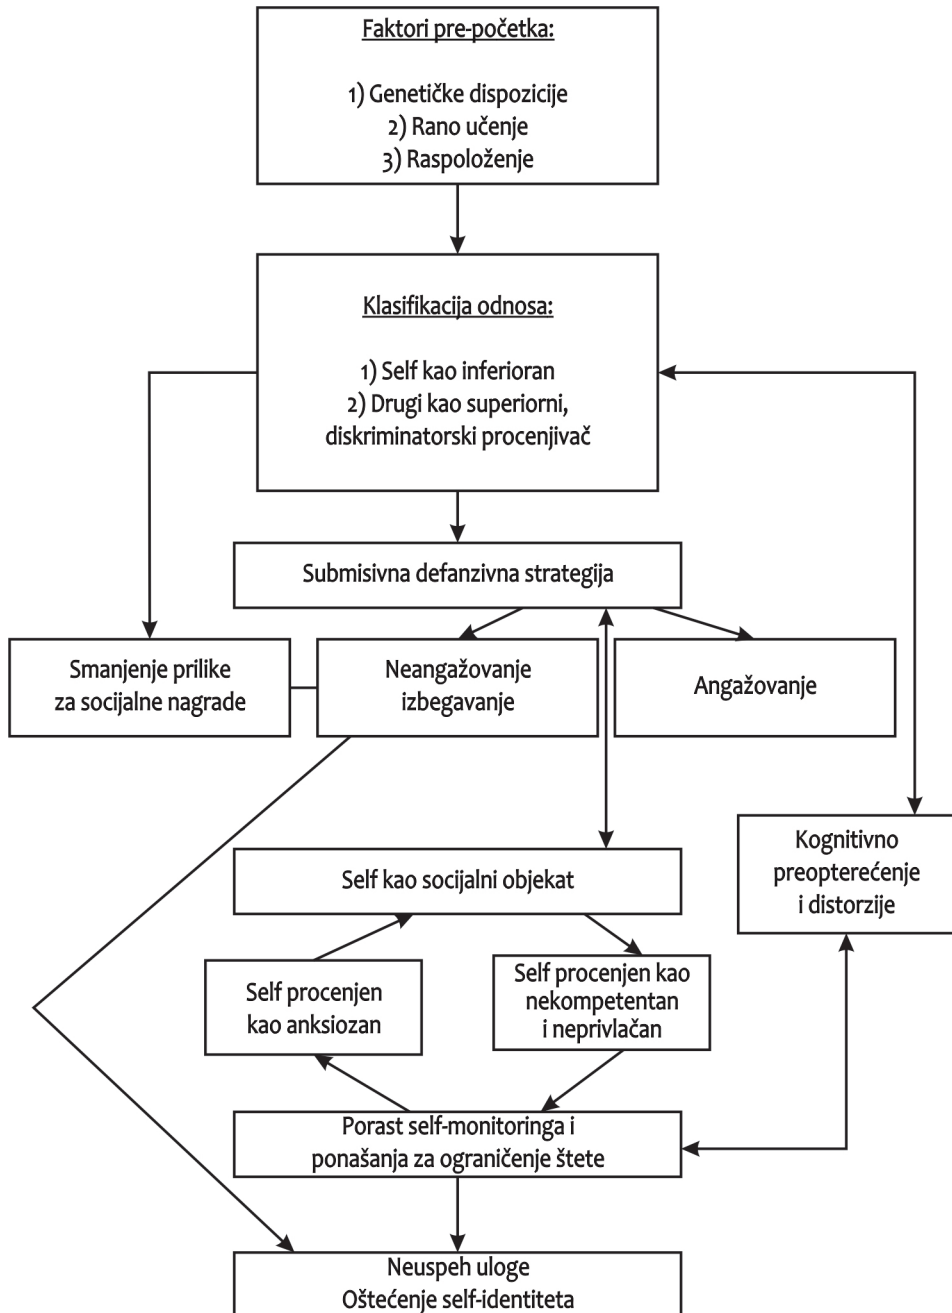 Faktori pre-početka:
1) Genetičke dispozicije
2) Rano učenje
3) Raspoloženje
Klasifikacija odnosa:
1) Self kao inferioran
2) Drugi kao superiorni,
diskriminatorski procenjivač
Submisivna defanzivna strategija
Smanjenje prilike
za socijalne nagrade
Neangažovanje
izbegavanje
Angažovanje
Kognitivno
preopterećenje
i distorzije
Self kao socijalni objekat
Self procenjen
kao anksiozan
Self procenjen kao
nekompetentan
i neprivlačan
Porast self-monitoringa i
ponašanja za ograničenje štete
Neuspeh uloge
Oštećenje self-identiteta